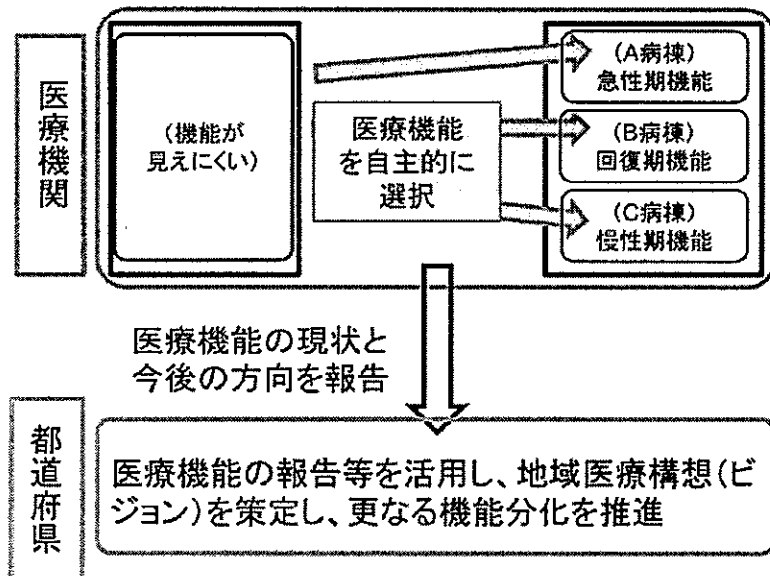 医療機関
(機能が
見えにくい)
医療機能
を自主的に
選択
(A病棟)
急性期機能
(B病棟)
回復期機能
(C病棟)
慢性期機能
医療機能の現状と
今後の方向を報告
都道府県
医療機能の報告等を活用し、地域医療構想(ビ
ジョン)を策定し、更なる機能分化を推進